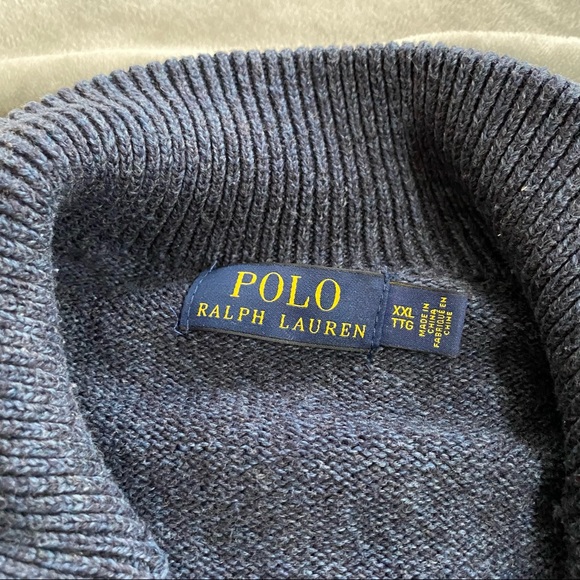 POLO
RALPH LAUREN
XXL
TTG
MADE IN
CHINA
FABRIQUÉ EN
CHINE